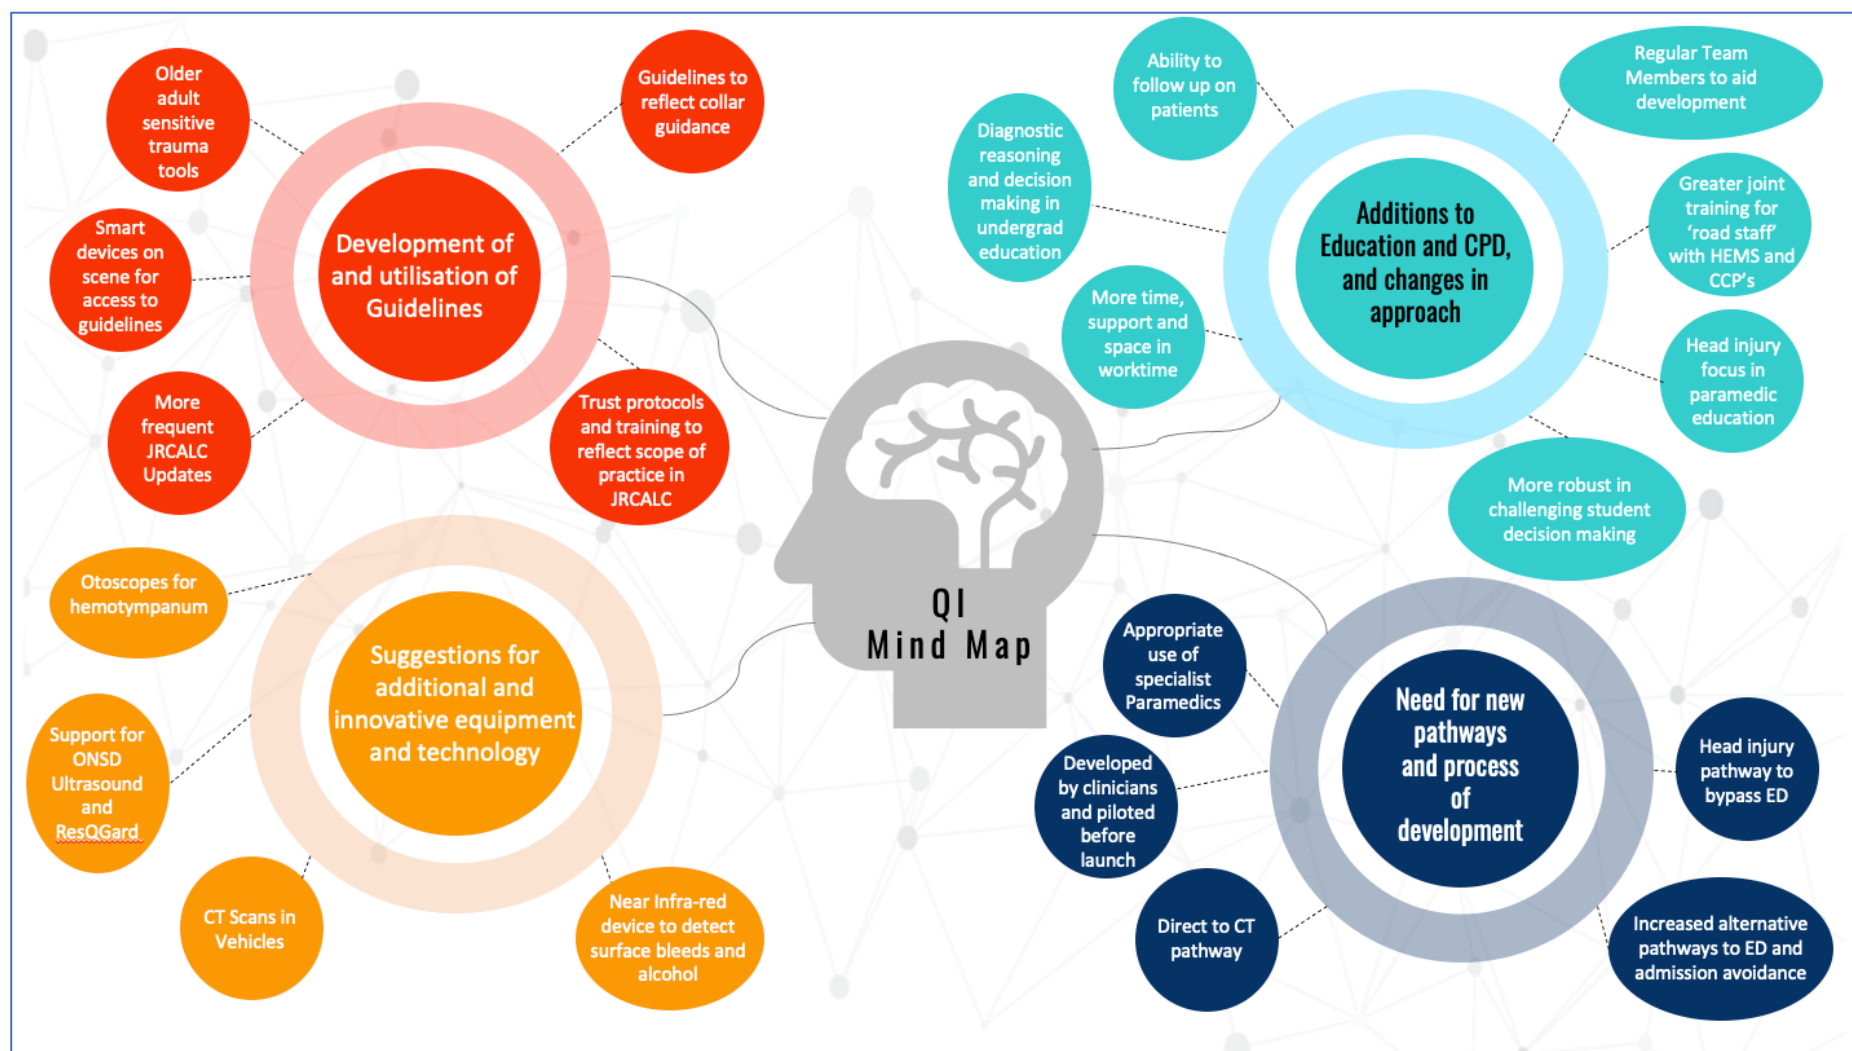 Older
adult
sensitive
trauma
tools
Guidelines to
reflect collar
guidance
Smart
devices on
scene for
access to
guidelines
Development of
and utilisation of
Guidelines
More
frequent
JRCALC
Updates
Trust protocols
and training to
reflect scope of
practice in
JRCALC
Ability to
follow up on
patients
Regular Team
Members to aid
development
Diagnostic
reasoning
and decision
making in
undergrad
education
Additions to
Education and CPD,
and changes in
approach
Greater joint
training for
‘road staff’
with HEMS and
CCP’s
More time,
support and
space in
worktime
Head injury
focus in
paramedic
education
More robust in
challenging student
decision making
QI
Mind Map
Otoscopes for
hemotympanum
Suggestions for
additional and
innovative equipment
and technology
Support for
ONSD
Ultrasound
and
ResQGard
CT Scans in
Vehicles
Near Infra-red
device to detect
surface bleeds and
alcohol
Appropriate
use of
specialist
Paramedics
Need for new
pathways
and process
of
development
Developed
by clinicians
and piloted
before
launch
Head injury
pathway to
bypass ED
Direct to CT
pathway
Increased alternative
pathways to ED and
admission avoidance